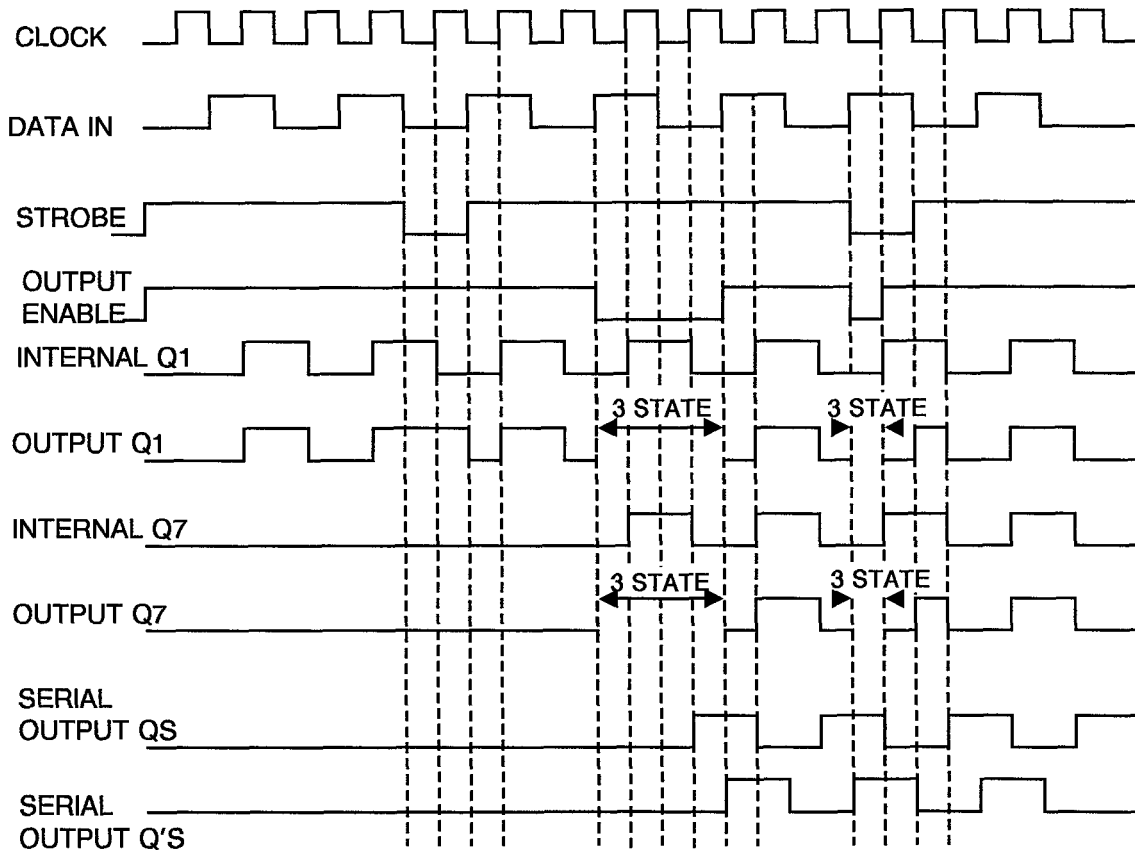 CLOCK
DATA IN
STROBE
OUTPUT
ENABLE
INTERNAL Q1
3 STATE
3 STATE
OUTPUT Q1
INTERNAL Q7
3 STATE
3 STATE
OUTPUT Q7
SERIAL
OUTPUT QS
SERIAL
OUTPUT Q'S